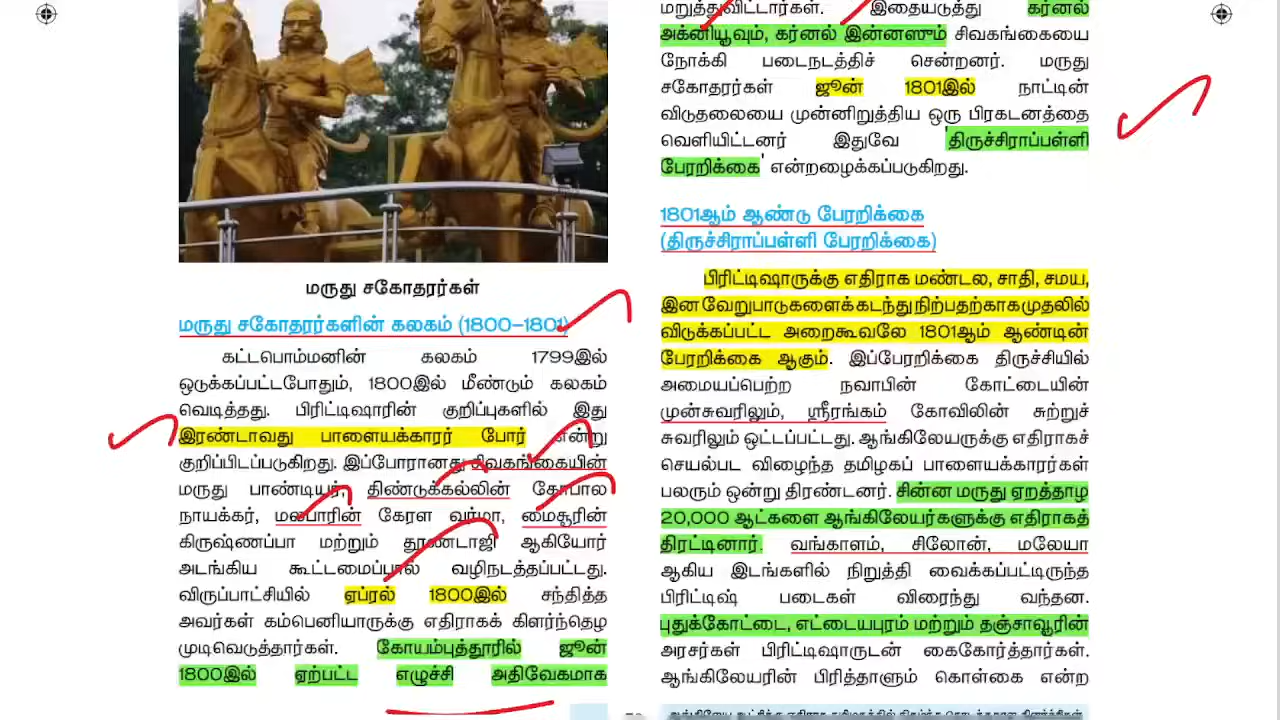 மருது சகோதரர்கள்
மருது சகோதரர்களின் கலகம் (1800–1801)
கட்டபொம்மனின் கலகம் 1799இல்
ஒடுக்கப்பட்டபோதும், 1800இல் மீண்டும் கலகம்
வெடித்தது. பிரிட்டிஷாரின் குறிப்புகளில் இது
இரண்டாவது பாளையக்காரர் போர் என்று
குறிப்பிடப்படுகிறது. இப்போரானது சிவகங்கையின்
மருது பாண்டியர், திண்டுக்கல்லின் கோபால
நாயக்கர், மலபாரின் கேரள வர்மா, மைசூரின்
கிருஷ்ணப்பா மற்றும் தூண்டாஜி ஆகியோர்
அடங்கிய கூட்டமைப்பால் வழிநடத்தப்பட்டது.
விருப்பாட்சியில் ஏப்ரல் 1800இல் சந்தித்த
அவர்கள் கம்பெனியாருக்கு எதிராகக் கிளர்ந்தெழ
முடிவெடுத்தார்கள். கோயம்புத்தூரில் ஜூன்
1800இல் ஏற்பட்ட எழுச்சி அதிவேகமாக
மறுத்துவிட்டார்கள். இதையடுத்து கர்னல்
அக்னியூவும், கர்னல் இன்னஸும் சிவகங்கையை
நோக்கி படைநடத்திச் சென்றனர். மருது
சகோதரர்கள் ஜூன் 1801இல் நாட்டின்
விடுதலையை முன்னிறுத்திய ஒரு பிரகடனத்தை
வெளியிட்டனர் இதுவே 'திருச்சிராப்பள்ளி
பேரறிக்கை' என்றழைக்கப்படுகிறது.
1801ஆம் ஆண்டு பேரறிக்கை
(திருச்சிராப்பள்ளி பேரறிக்கை)
பிரிட்டிஷாருக்கு எதிராக மண்டல, சாதி, சமய,
இன வேறுபாடுகளைக் கடந்து நிற்பதற்காக முதலில்
விடுக்கப்பட்ட அறைகூவலே 1801ஆம் ஆண்டின்
பேரறிக்கை ஆகும். இப்பேரறிக்கை திருச்சியில்
அமையப்பெற்ற நவாபின் கோட்டையின்
முன்சுவரிலும், ஸ்ரீரங்கம் கோவிலின் சுற்றுச்
சுவரிலும் ஒட்டப்பட்டது. ஆங்கிலேயருக்கு எதிராகச்
செயல்பட விழைந்த தமிழகப் பாளையக்காரர்கள்
பலரும் ஒன்று திரண்டனர். சின்ன மருது ஏறத்தாழ
20,000 ஆட்களை ஆங்கிலேயர்களுக்கு எதிராகத்
திரட்டினார். வங்காளம், சிலோன், மலேயா
ஆகிய இடங்களில் நிறுத்தி வைக்கப்பட்டிருந்த
பிரிட்டிஷ் படைகள் விரைந்து வந்தன.
புதுக்கோட்டை, எட்டையபுரம் மற்றும் தஞ்சாவூரின்
அரசர்கள் பிரிட்டிஷாருடன் கைகோர்த்தார்கள்.
ஆங்கிலேயரின் பிரித்தாளும் கொள்கை என்ற